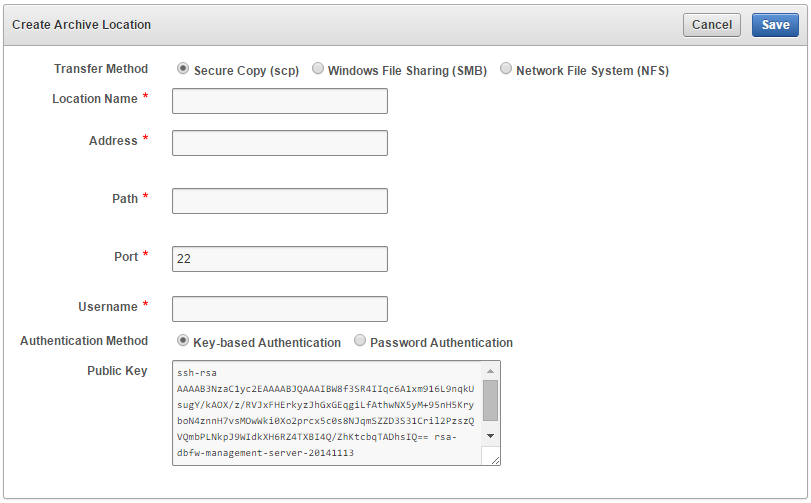 Create Archive Location Cancel Save
Transfer Method Secure Copy (scp) Windows File Sharing (SMB) Network File System (NFS)
Location Name *
Address *
Path *
Port * 22
Username *
Authentication Method Key-based Authentication Password Authentication
Public Key
ssh-rsa
AAAAB3NzaC1yc2EAAAABJQAAAIBW8f3SR4IIqc6A1xm916L9nqkU
sugY/kAOX/z/RVJxFHErkyzJhGxGEqgiLfAthwNX5yM+95nH5Kry
boN4znnH7vsMOwWki0Xo2prcx5c0s8NJqmSZZD3S31Cril2PzszQ
VQmbPLNkpJ9WIdkXH6RZ4TXBI4Q/ZhKtcbqTADhsIQ== rsa-
dbfw-management-server-20141113